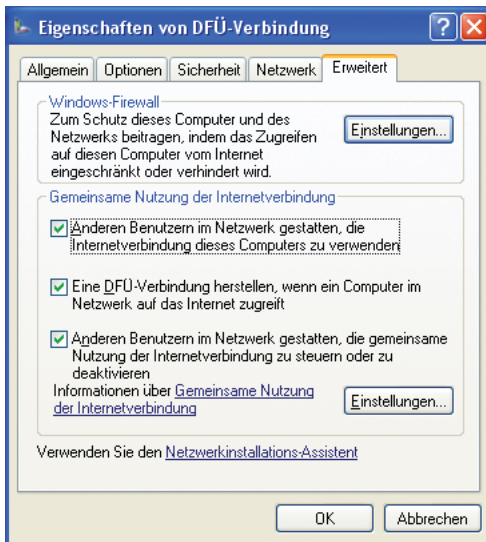 Eigenschaften von DFÜ-Verbindung
Allgemein Optionen Sicherheit Netzwerk Erweitert
Windows-Firewall
Zum Schutz dieses Computer und des
Netzwerks beitragen, indem das Zugreifen
auf diesen Computer vom Internet
eingeschränkt oder verhindert wird.
Einstellungen...
Gemeinsame Nutzung der Internetverbindung
Anderen Benutzern im Netzwerk gestatten, die
Internetverbindung dieses Computers zu verwenden
Eine DFÜ-Verbindung herstellen, wenn ein Computer im
Netzwerk auf das Internet zugreift
Anderen Benutzern im Netzwerk gestatten, die gemeinsame
Nutzung der Internetverbindung zu steuern oder zu
deaktivieren
Informationen über Gemeinsame Nutzung
der Internetverbindung
Einstellungen...
Verwenden Sie den Netzwerkinstallations-Assistent
OK Abbrechen